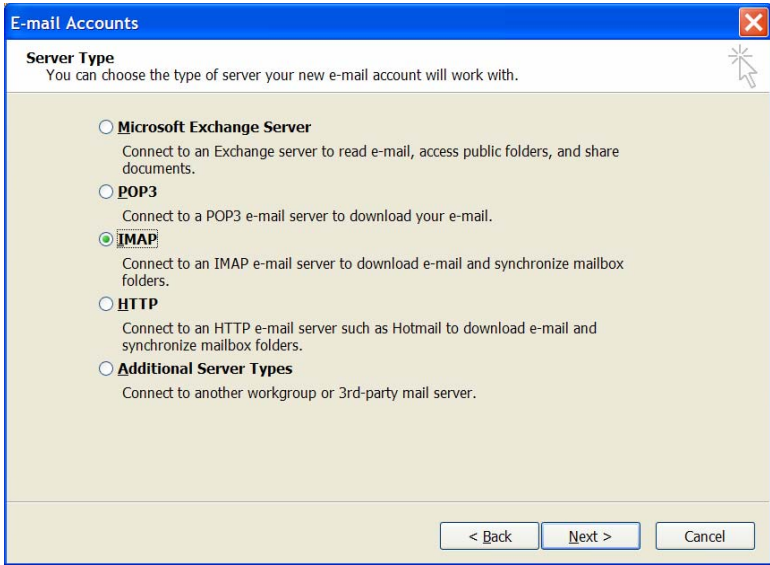 E-mail Accounts
Server Type
You can choose the type of server your new e-mail account will work with.
Microsoft Exchange Server
Connect to an Exchange server to read e-mail, access public folders, and share
documents.
POP3
Connect to a POP3 e-mail server to download your e-mail.
IMAP
Connect to an IMAP e-mail server to download e-mail and synchronize mailbox
folders.
HTTP
Connect to an HTTP e-mail server such as Hotmail to download e-mail and
synchronize mailbox folders.
Additional Server Types
Connect to another workgroup or 3rd-party mail server.
< Back Next > Cancel